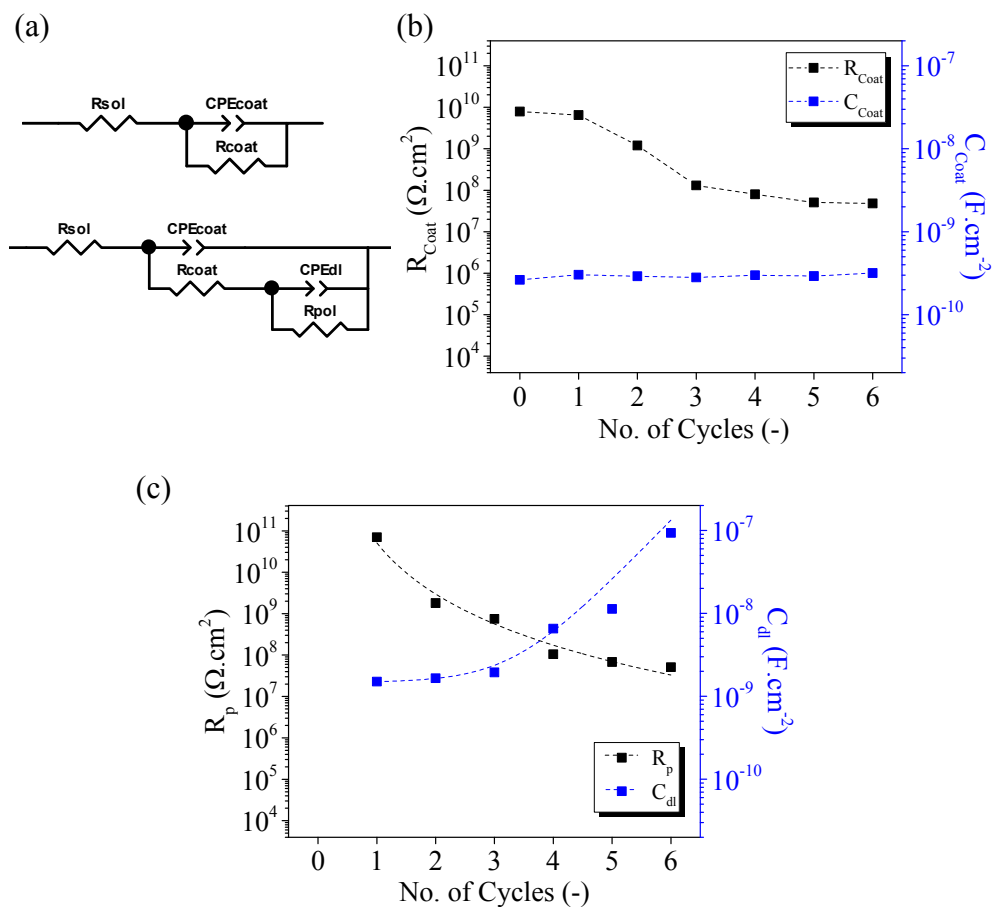 (a)
Rsol
CPEcoat
Rcoat
Rsol
CPEcoat
Rcoat
CPEdl
Rpol
(b)
R_Coat
C_Coat
10^11
10^10
10^9
10^8
10^7
10^6
10^5
10^4
R_Coat (Ω.cm^2)
10^-7
10^-8
10^-9
10^-10
C_Coat (F.cm^-2)
0 1 2 3 4 5 6
No. of Cycles (-)
(c)
10^11
10^10
10^9
10^8
10^7
10^6
10^5
10^4
R_p (Ω.cm^2)
10^-7
10^-8
10^-9
10^-10
C_dl (F.cm^-2)
R_p
C_dl
0 1 2 3 4 5 6
No. of Cycles (-)